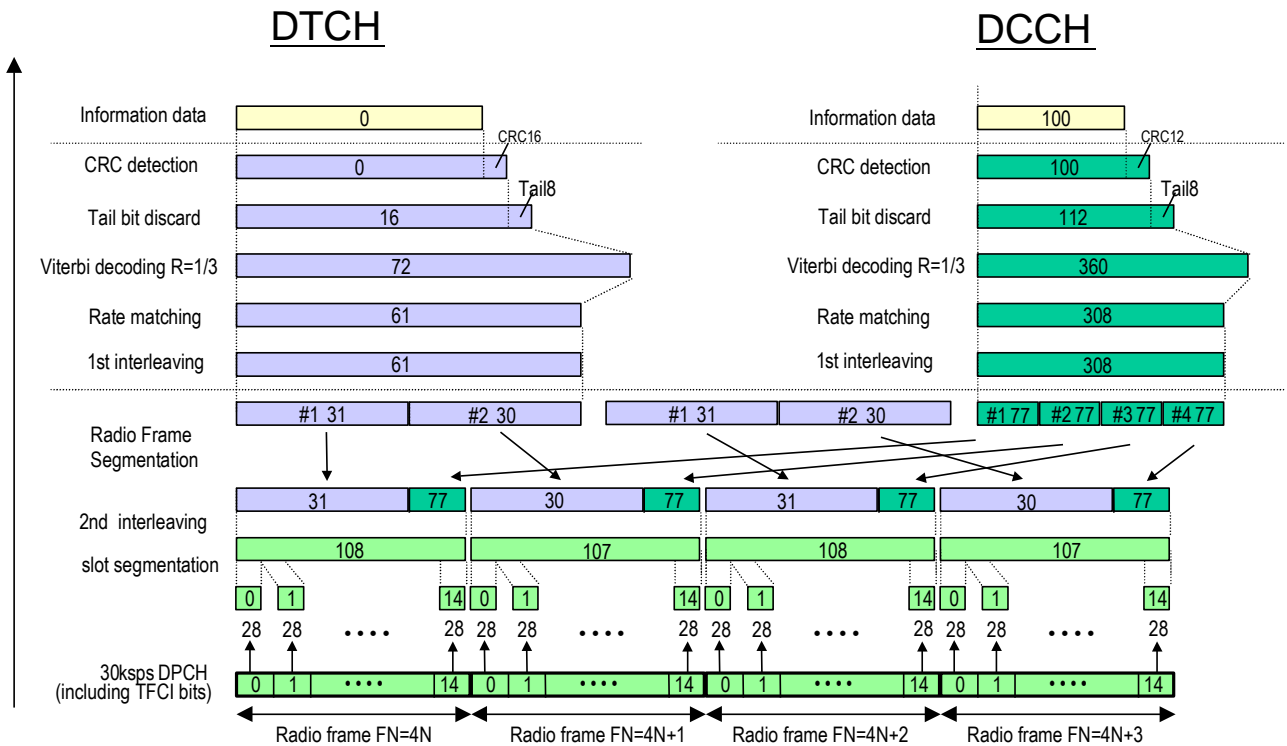 DTCH DCCH
Information data 0 Information data 100
CRC16 CRC12
CRC detection 0 CRC detection 100
Tail8 Tail8
Tail bit discard 16 Tail bit discard 112
Viterbi decoding R=1/3 72 Viterbi decoding R=1/3 360
Rate matching 61 Rate matching 308
1st interleaving 61 1st interleaving 308
#1 31 #2 30 #1 31 #2 30 #1 77 #2 77 #3 77 #4 77
Radio Frame
Segmentation
31 77 30 77 31 77 30 77
2nd interleaving
108 107 108 107
slot segmentation
0 1 14 0 1 14 0 1 14 0 1 14
28 28 •••• 28 28 28 •••• 28 28 28 •••• 28 28 28 •••• 28
30ksps DPCH
(including TFCI bits)
0 1 •••• 14 0 1 •••• 14 0 1 •••• 14 0 1 •••• 14
Radio frame FN=4N Radio frame FN=4N+1 Radio frame FN=4N+2 Radio frame FN=4N+3